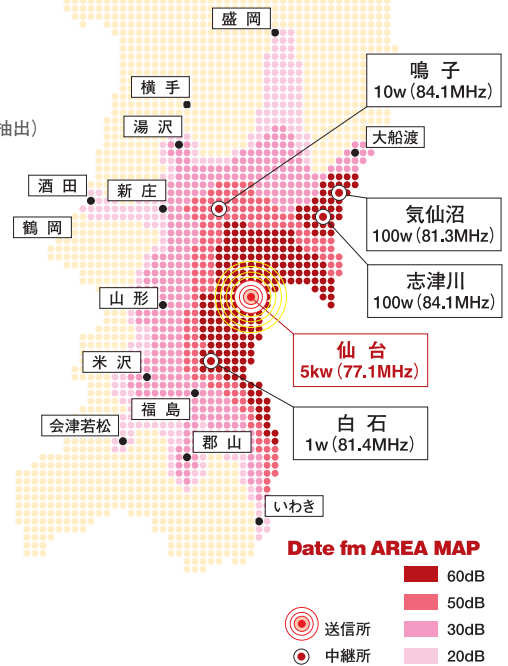 盛岡
鳴子
10w（84.1MHz）
横手
抽出）
湯沢
大船渡
酒田
新庄
気仙沼
100w（81.3MHz）
鶴岡
志津川
100w（84.1MHz）
山形
仙台
5kw（77.1MHz）
米沢
福島
白石
1w（81.4MHz）
会津若松
郡山
いわき
Date fm AREA MAP
60dB
50dB
送信所
30dB
中継所
20dB